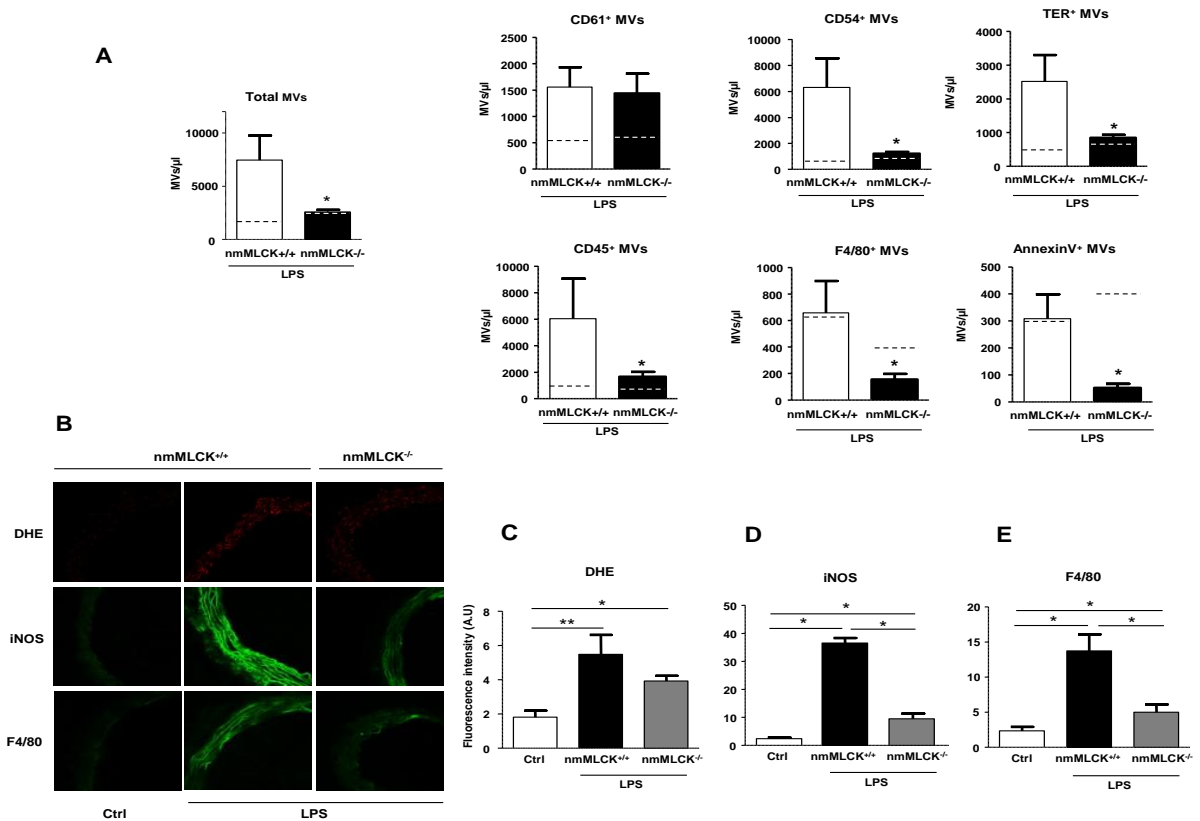 A
Total MVs
MVs/µl
10000
5000
0
nmMLCK+/+ nmMLCK-/-
LPS
CD61+ MVs
MVs/µl
2500
2000
1500
1000
500
0
nmMLCK+/+ nmMLCK-/-
LPS
CD54+ MVs
MVs/µl
10000
8000
6000
4000
2000
0
*
nmMLCK+/+ nmMLCK-/-
LPS
TER+ MVs
MVs/µl
4000
3000
2000
1000
0
*
nmMLCK+/+ nmMLCK-/-
LPS
*
CD45+ MVs
MVs/µl
10000
8000
6000
4000
2000
0
*
nmMLCK+/+ nmMLCK-/-
LPS
F4/80+ MVs
MVs/µl
1000
800
600
400
200
0
*
nmMLCK+/+ nmMLCK-/-
LPS
AnnexinV+ MVs
MVs/µl
500
400
300
200
100
0
*
nmMLCK+/+ nmMLCK-/-
LPS
B
nmMLCK+/+ nmMLCK-/-
DHE
iNOS
F4/80
Ctrl LPS
C
DHE
Fluorescence intensity (A.U)
8
6
4
2
0
*
**
Ctrl nmMLCK+/+ nmMLCK-/-
LPS
D
iNOS
50
40
30
20
10
0
*
* *
Ctrl nmMLCK+/+ nmMLCK-/-
LPS
E
F4/80
20
15
10
5
0
*
* *
Ctrl nmMLCK+/+ nmMLCK-/-
LPS